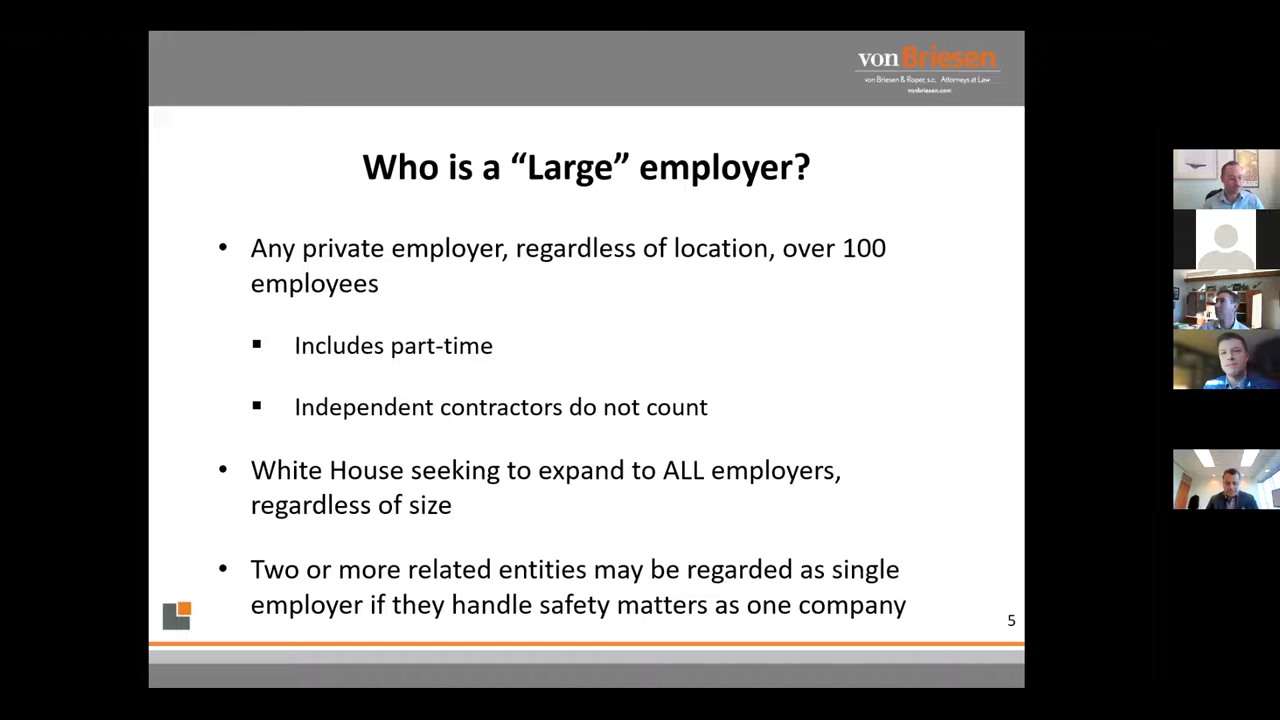 von Briesen
von Briesen & Roper, s.c. Attorneys at Law
vonbriesen.com
Who is a “Large” employer?
• Any private employer, regardless of location, over 100
employees
▪ Includes part-time
▪ Independent contractors do not count
• White House seeking to expand to ALL employers,
regardless of size
• Two or more related entities may be regarded as single
employer if they handle safety matters as one company
5